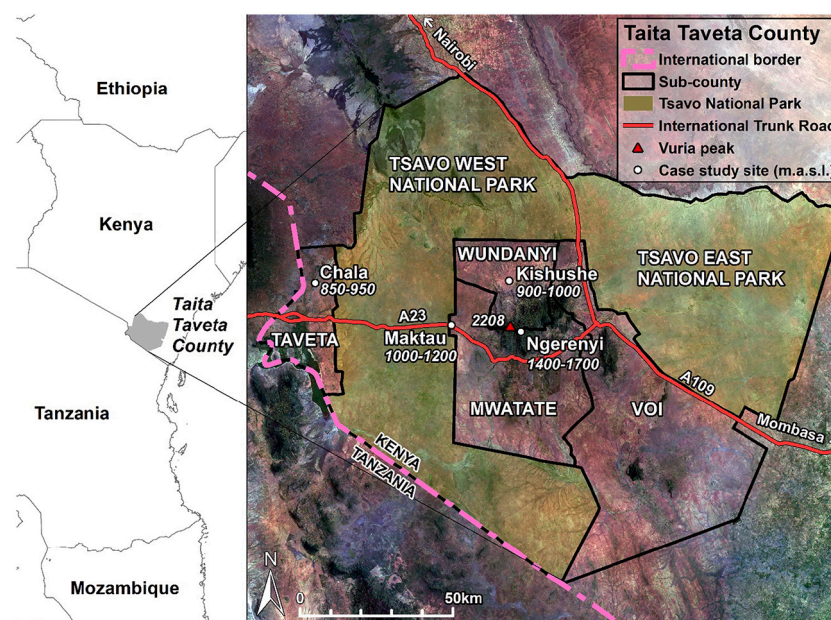 Ethiopia
Kenya
Taita
Taveta
County
Tanzania
Mozambique
Nairobi
Taita Taveta County
International border
Sub-county
Tsavo National Park
International Trunk Road
Vuria peak
Case study site (m.a.s.l.)
TSAVO WEST
NATIONAL PARK
WUNDANYI
TSAVO EAST
NATIONAL PARK
Chala
850-950
Kishushe
900-1000
A23
2208
TAVETA
Maktau
1000-1200
Ngerenyi
1400-1700
A109
MWATATE
VOI
Mombasa
KENYA
TANZANIA
N
0
50km